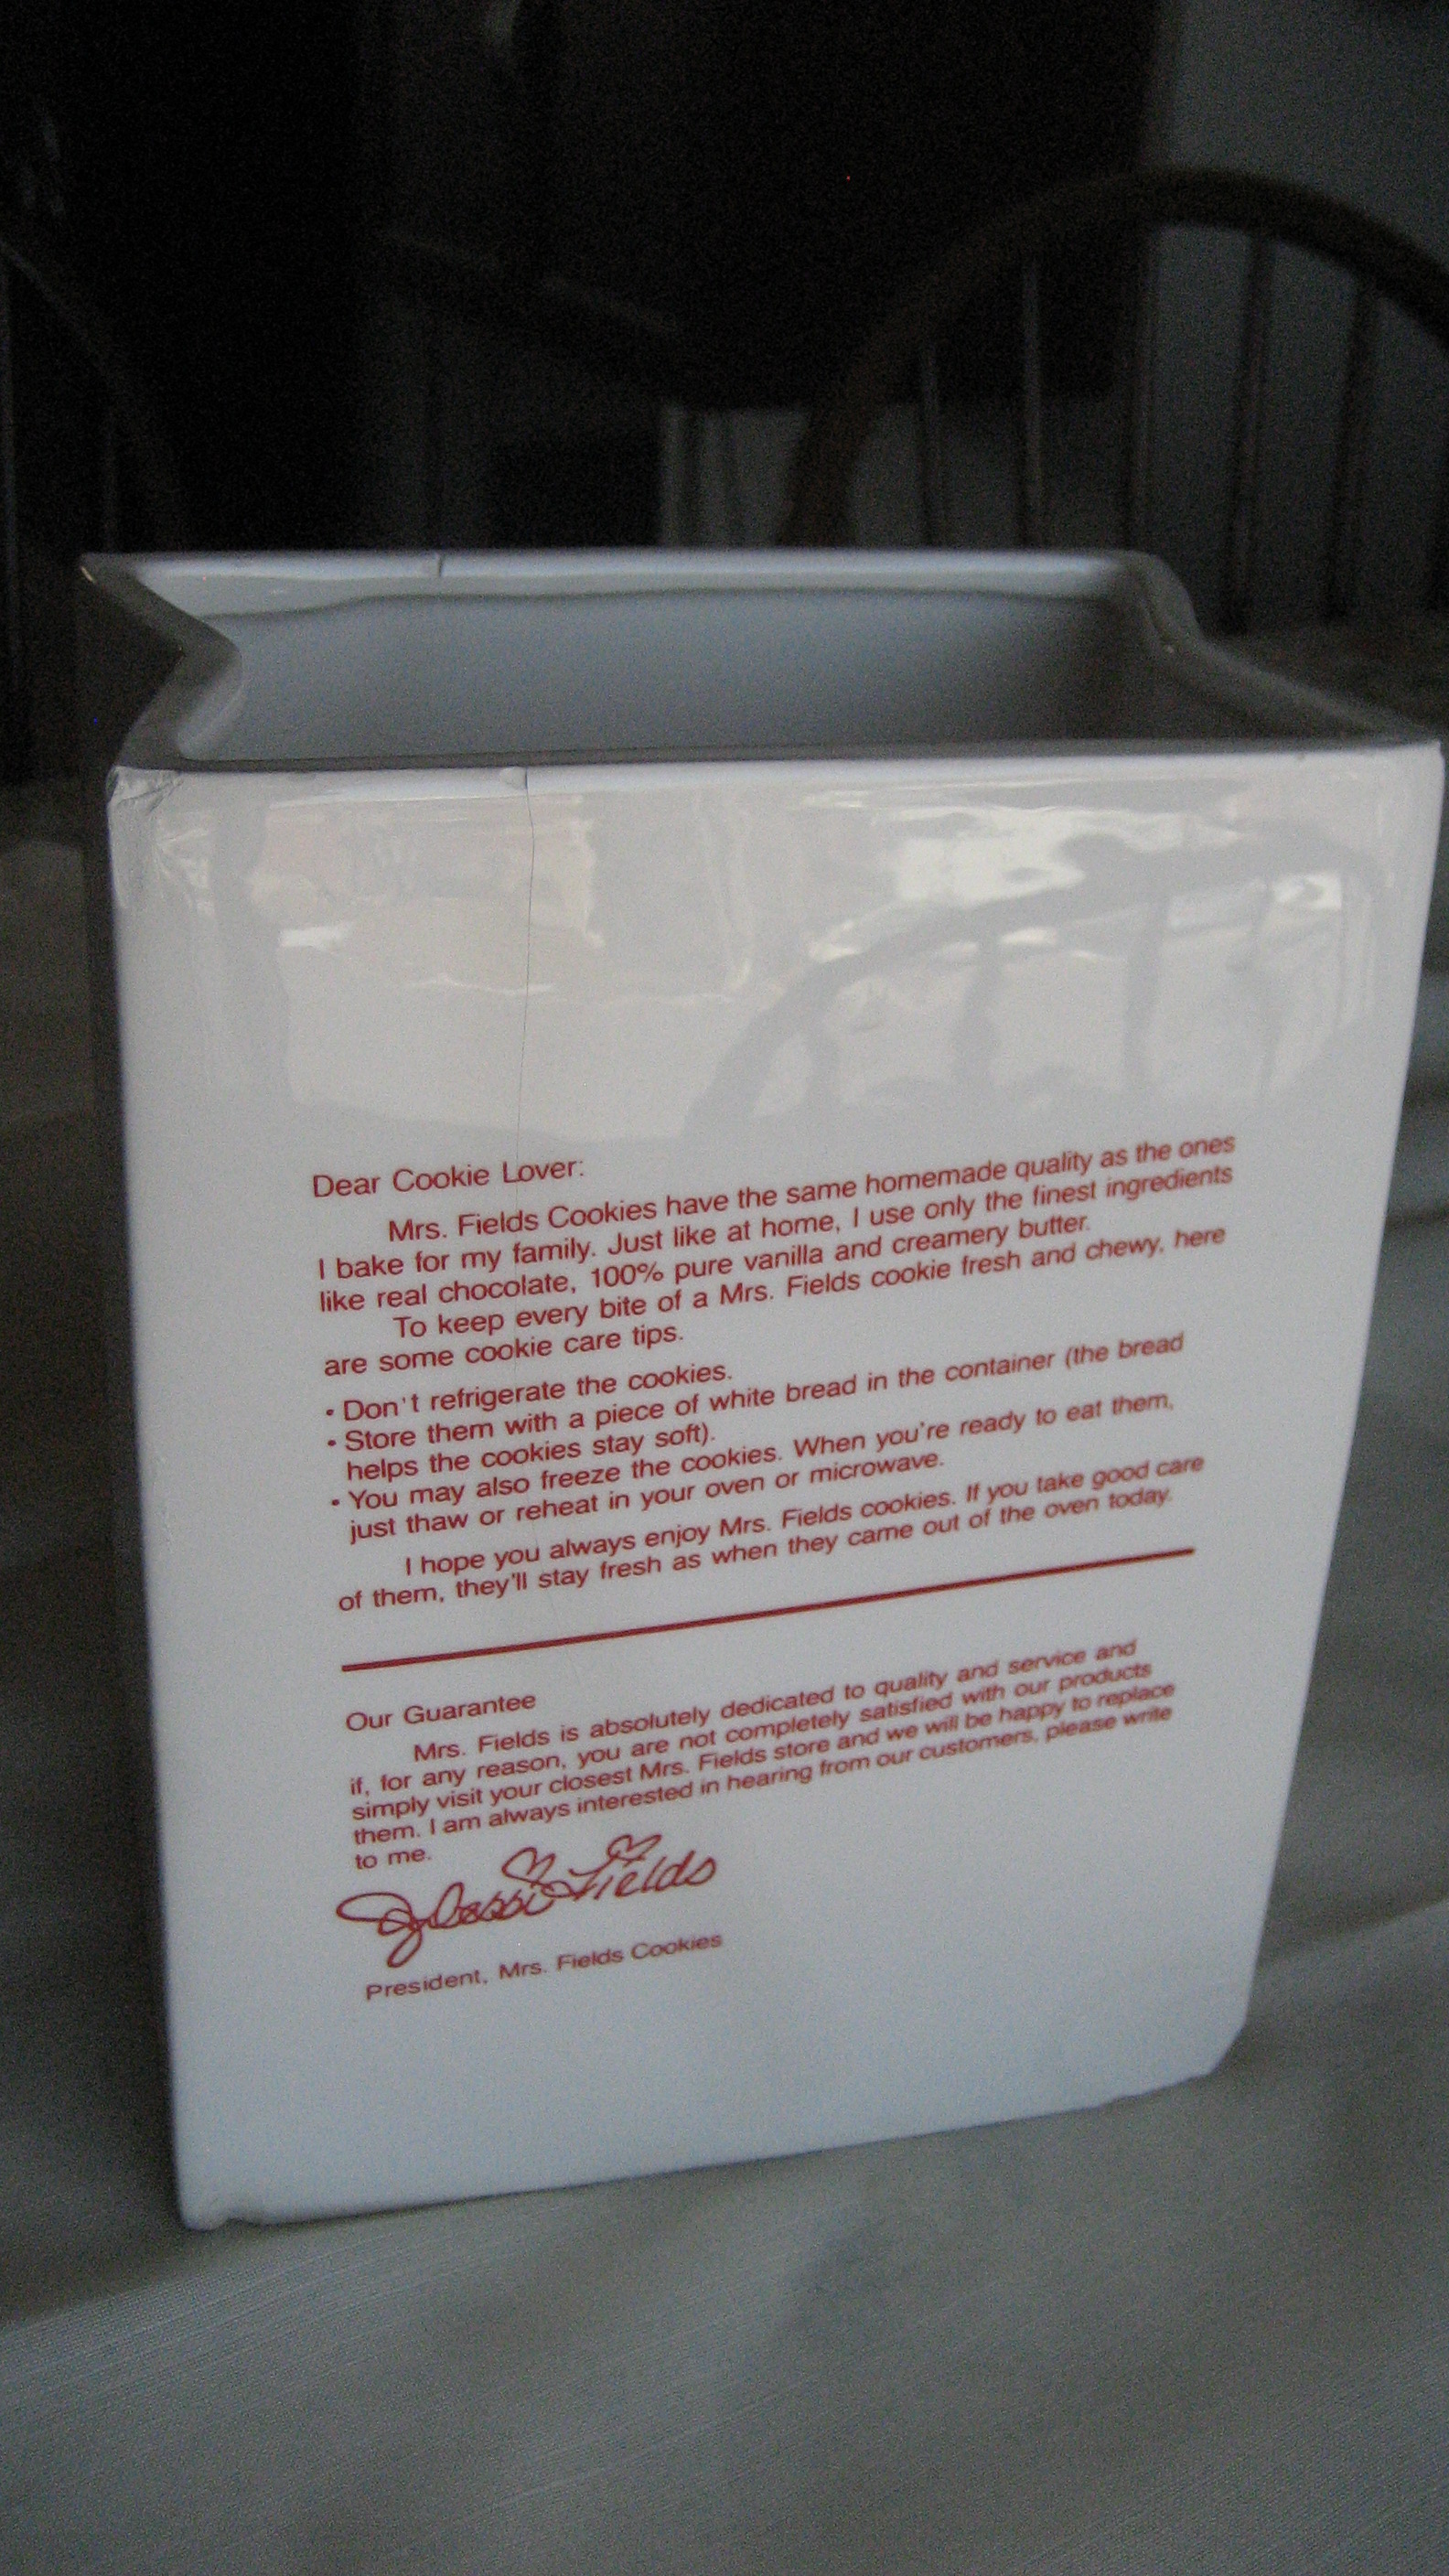 Dear Cookie Lover:
Mrs. Fields Cookies have the same homemade quality as the ones
I bake for my family. Just like at home, I use only the finest ingredients
like real chocolate, 100% pure vanilla and creamery butter.
To keep every bite of a Mrs. Fields cookie fresh and chewy, here
are some cookie care tips.
• Don't refrigerate the cookies.
• Store them with a piece of white bread in the container (the bread
helps the cookies stay soft).
• You may also freeze the cookies. When you're ready to eat them,
just thaw or reheat in your oven or microwave.
I hope you always enjoy Mrs. Fields cookies. If you take good care
of them, they'll stay fresh as when they came out of the oven today.
Our Guarantee
Mrs. Fields is absolutely dedicated to quality and service and
if, for any reason, you are not completely satisfied with our products
simply visit your closest Mrs. Fields store and we will be happy to replace
them. I am always interested in hearing from our customers, please write
to me.
Debbi Fields
President, Mrs. Fields Cookies